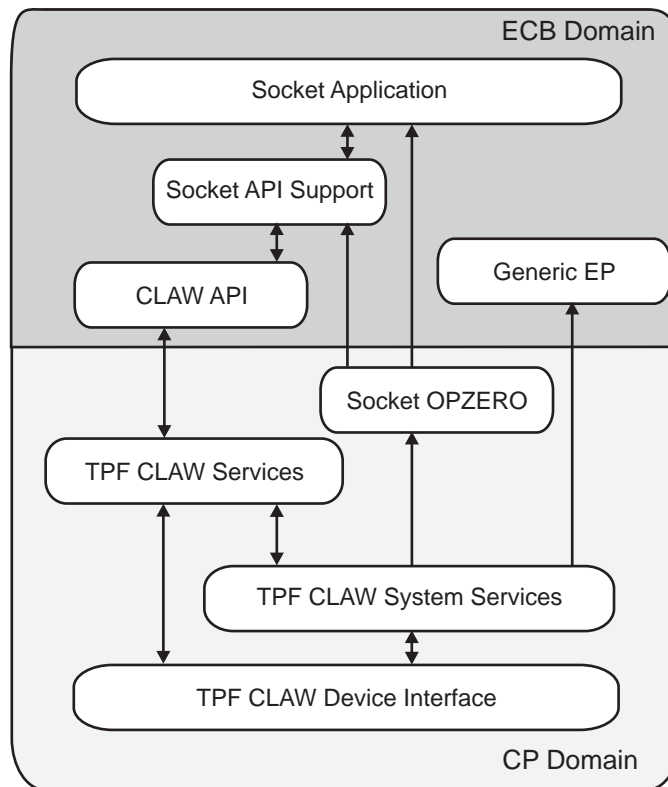 ECB Domain
Socket Application
Socket API Support
Generic EP
CLAW API
Socket OPZERO
TPF CLAW Services
TPF CLAW System Services
TPF CLAW Device Interface
CP Domain